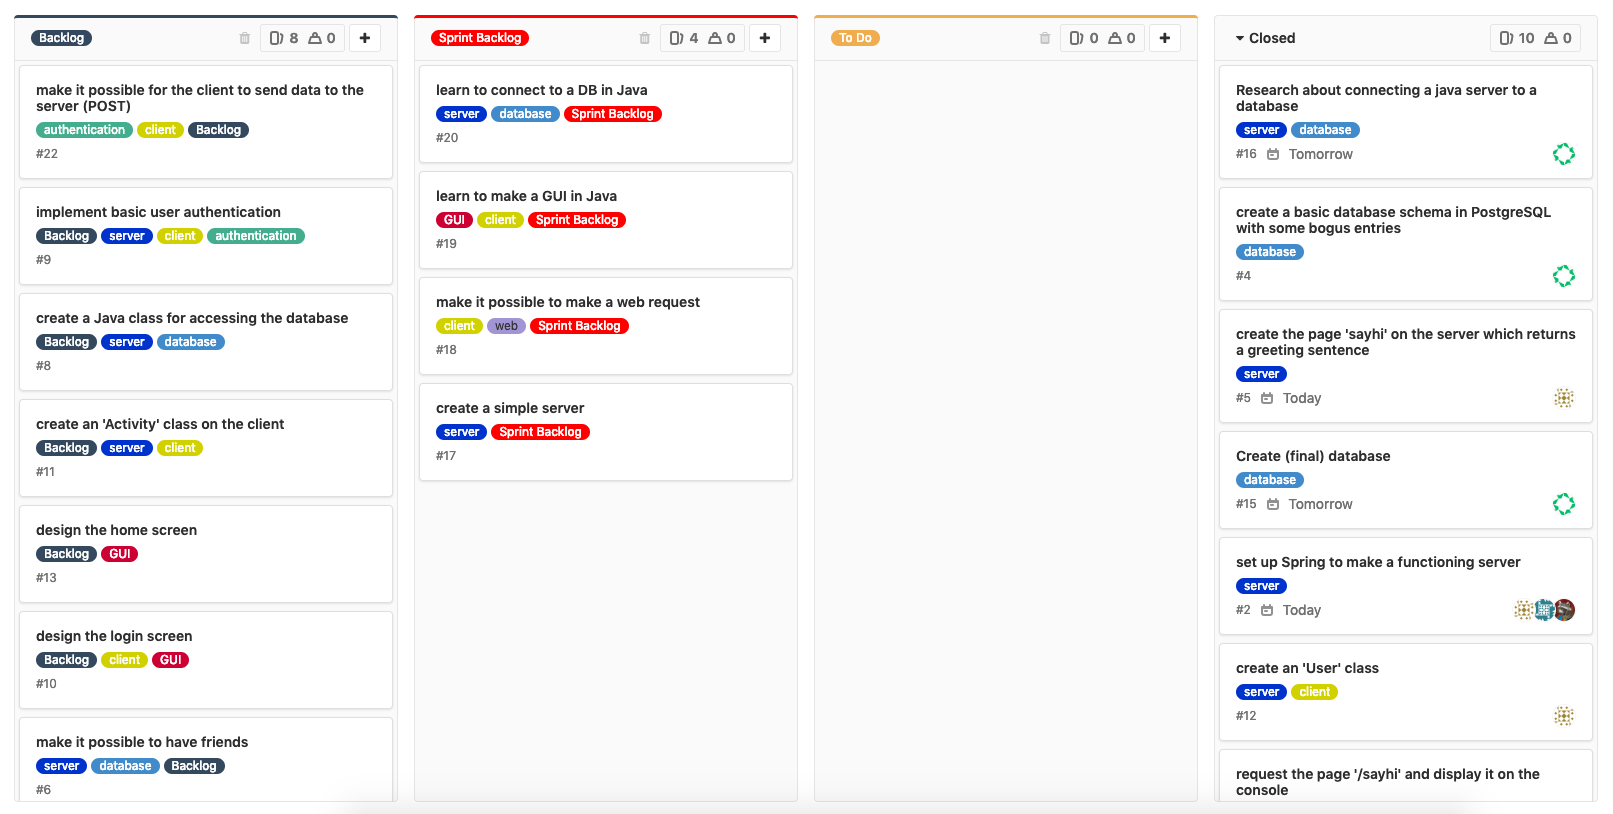 Backlog 8 0
make it possible for the client to send data to the
server (POST)
authentication client Backlog
#22
implement basic user authentication
Backlog server client authentication
#9
create a Java class for accessing the database
Backlog server database
#8
create an 'Activity' class on the client
Backlog server client
#11
design the home screen
Backlog GUI
#13
design the login screen
Backlog client GUI
#10
make it possible to have friends
server database Backlog
#6
Sprint Backlog 4 0
learn to connect to a DB in Java
server database Sprint Backlog
#20
learn to make a GUI in Java
GUI client Sprint Backlog
#19
make it possible to make a web request
client web Sprint Backlog
#18
create a simple server
server Sprint Backlog
#17
To Do 0 0
Closed 10 0
Research about connecting a java server to a
database
server database
#16 Tomorrow
create a basic database schema in PostgreSQL
with some bogus entries
database
#4
create the page 'sayhi' on the server which returns
a greeting sentence
server
#5 Today
Create (final) database
database
#15 Tomorrow
set up Spring to make a functioning server
server
#2 Today
create an 'User' class
server client
#12
request the page '/sayhi' and display it on the
console